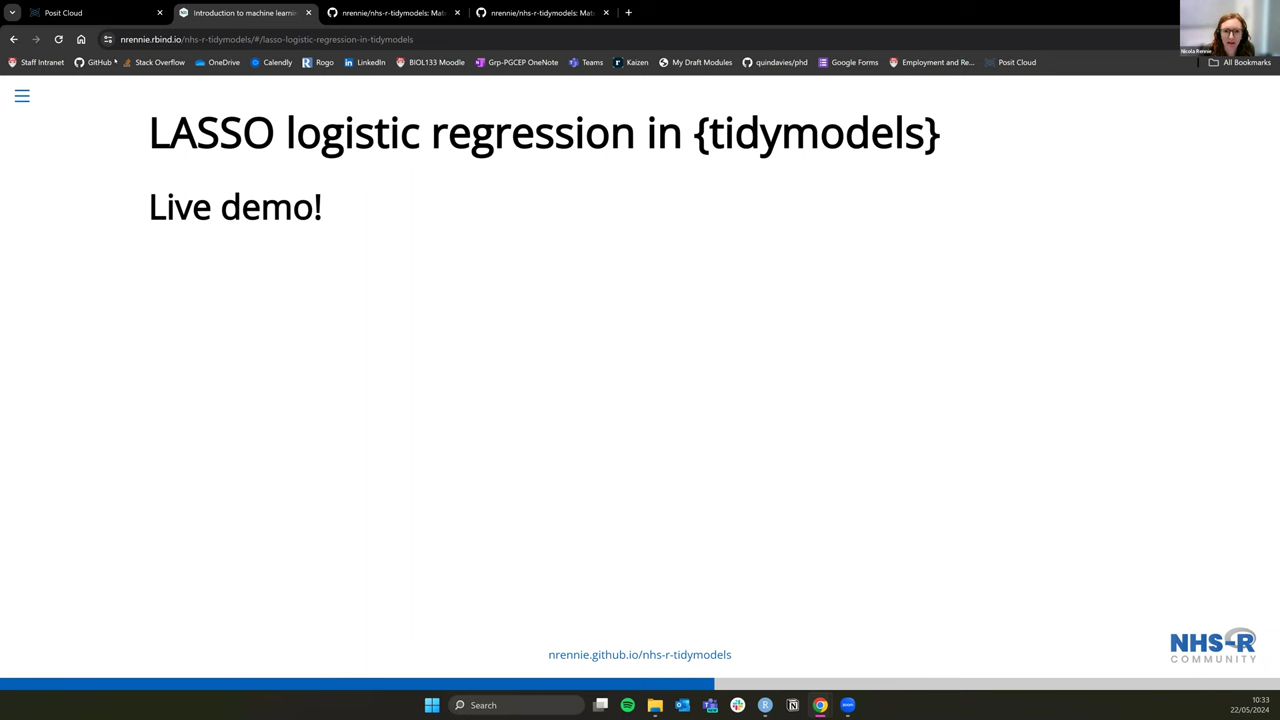 Posit Cloud
Introduction to machine learnin
nrennie/nhs-r-tidymodels: Mat
nrennie/nhs-r-tidymodels: Mat
nrennie.rbind.io/nhs-r-tidymodels/#/lasso-logistic-regression-in-tidymodels
Nicola Rennie
Staff Intranet
GitHub
Stack Overflow
OneDrive
Calendly
Rogo
LinkedIn
BIOL133 Moodle
Grp-PGCEP OneNote
Teams
Kaizen
My Draft Modules
quindavies/phd
Google Forms
Employment and Re...
Posit Cloud
All Bookmarks
LASSO logistic regression in {tidymodels}
Live demo!
nrennie.github.io/nhs-r-tidymodels
NHS-R
COMMUNITY
Search
10:33
22/05/2024